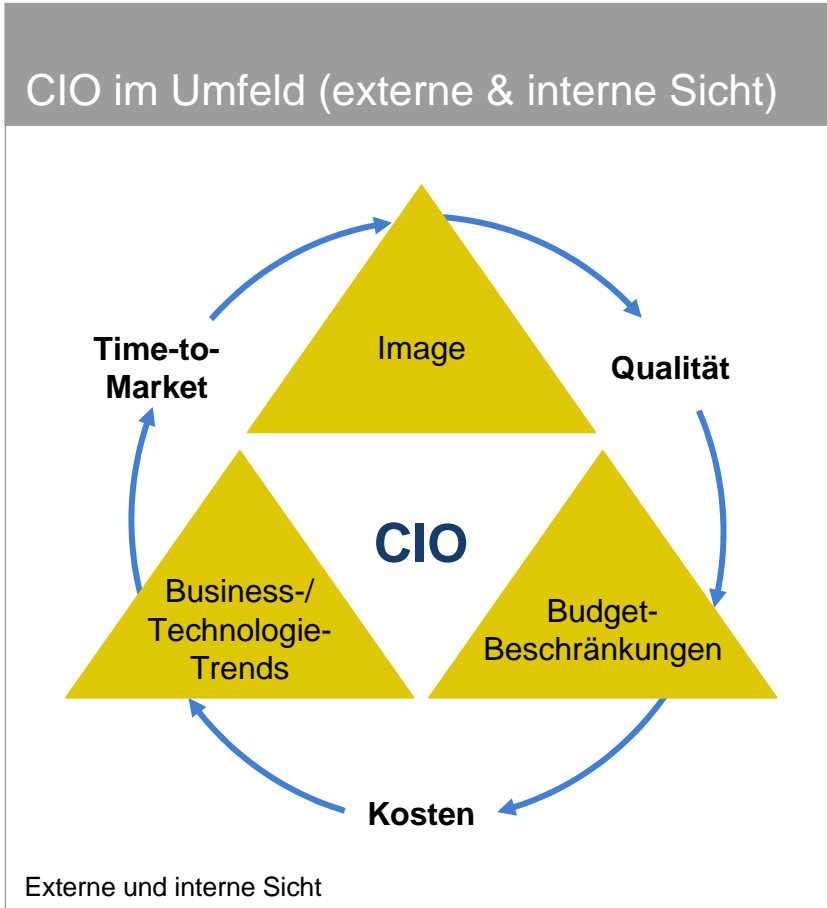 CIO im Umfeld (externe & interne Sicht)
Image
Time-to-
Market
Qualität
CIO
Business-/
Technologie-
Trends
Budget-
Beschränkungen
Kosten
Externe und interne Sicht